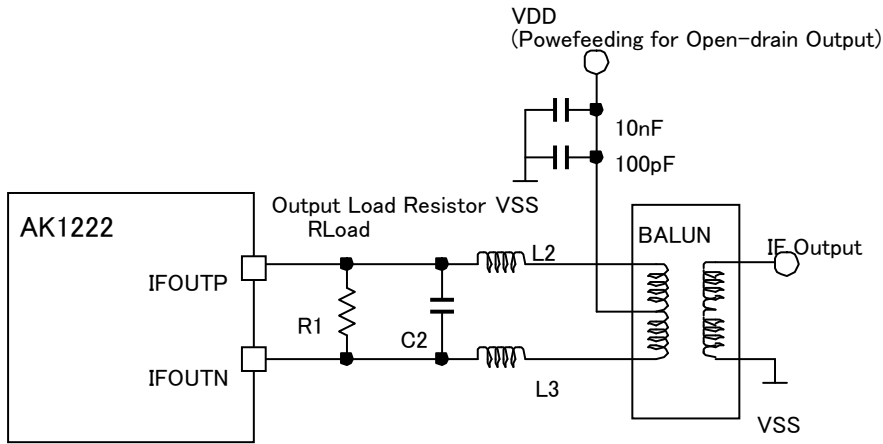 VDD
(Powefeeding for Open-drain Output)
10nF
100pF
Output Load Resistor VSS
RLoad
AK1222
BALUN
IF Output
L2
IFOUTP
R1
C2
IFOUTN
L3
VSS